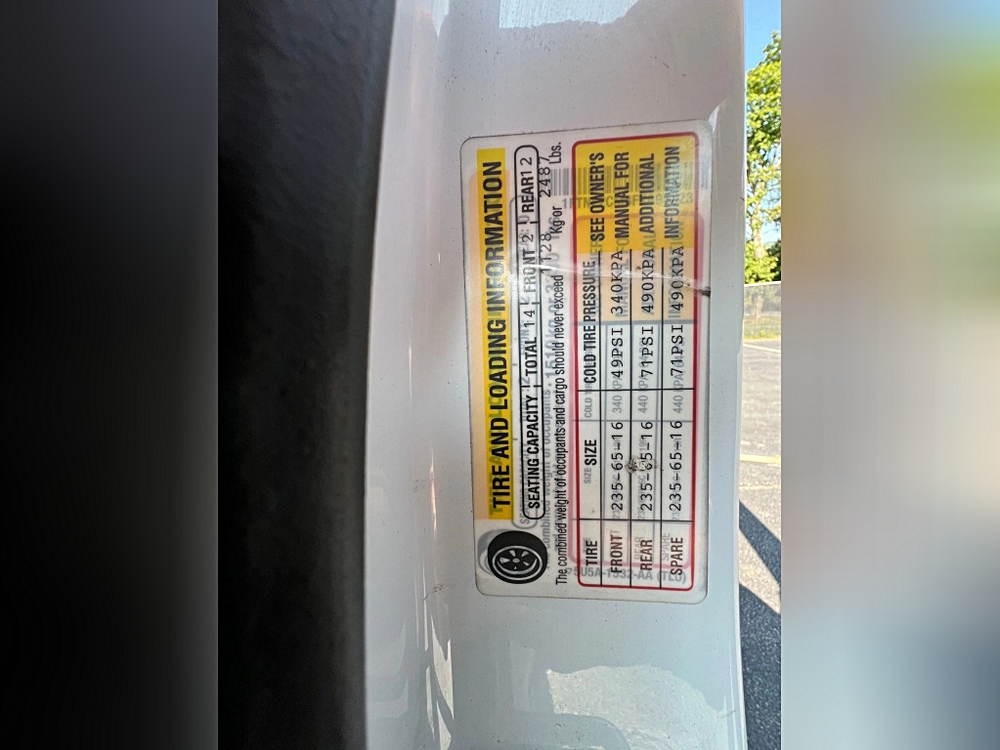 TIRE AND LOADING INFORMATION
SEATING CAPACITY TOTAL 14 FRONT 2 REAR 12
The combined weight of occupants and cargo should never exceed 1128 Kg or 2487 Lbs.
TIRE SIZE COLD TIRE PRESSURE SEE OWNER'S
FRONT 235-65-16 49PSI 340KPA MANUAL FOR
REAR 235-65-16 71PSI 490KPA ADDITIONAL
SPARE 235-65-16 71PSI 490KPA INFORMATION